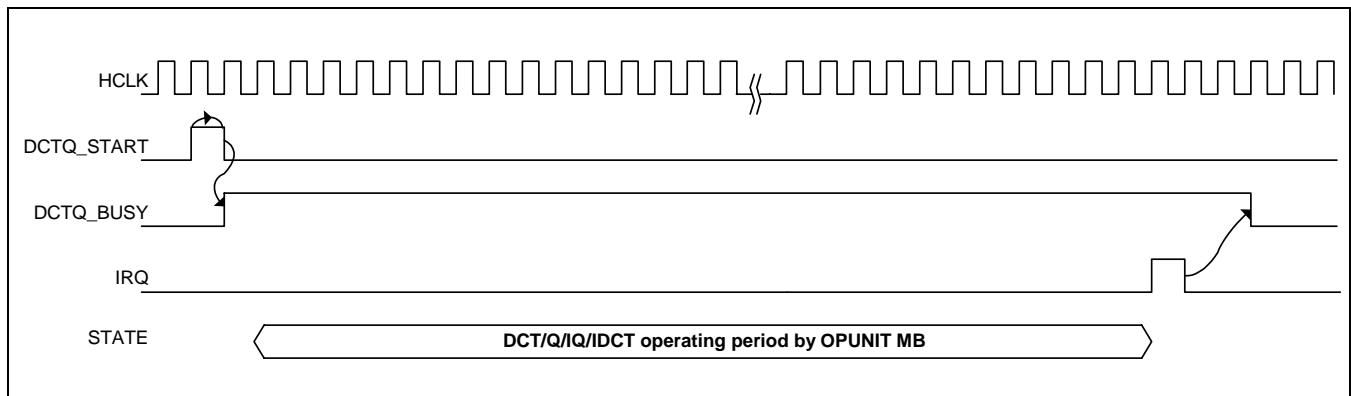 HCLK
DCTQ_START
DCTQ_BUSY
IRQ
STATE DCT/Q/IQ/IDCT operating period by OPUNIT MB